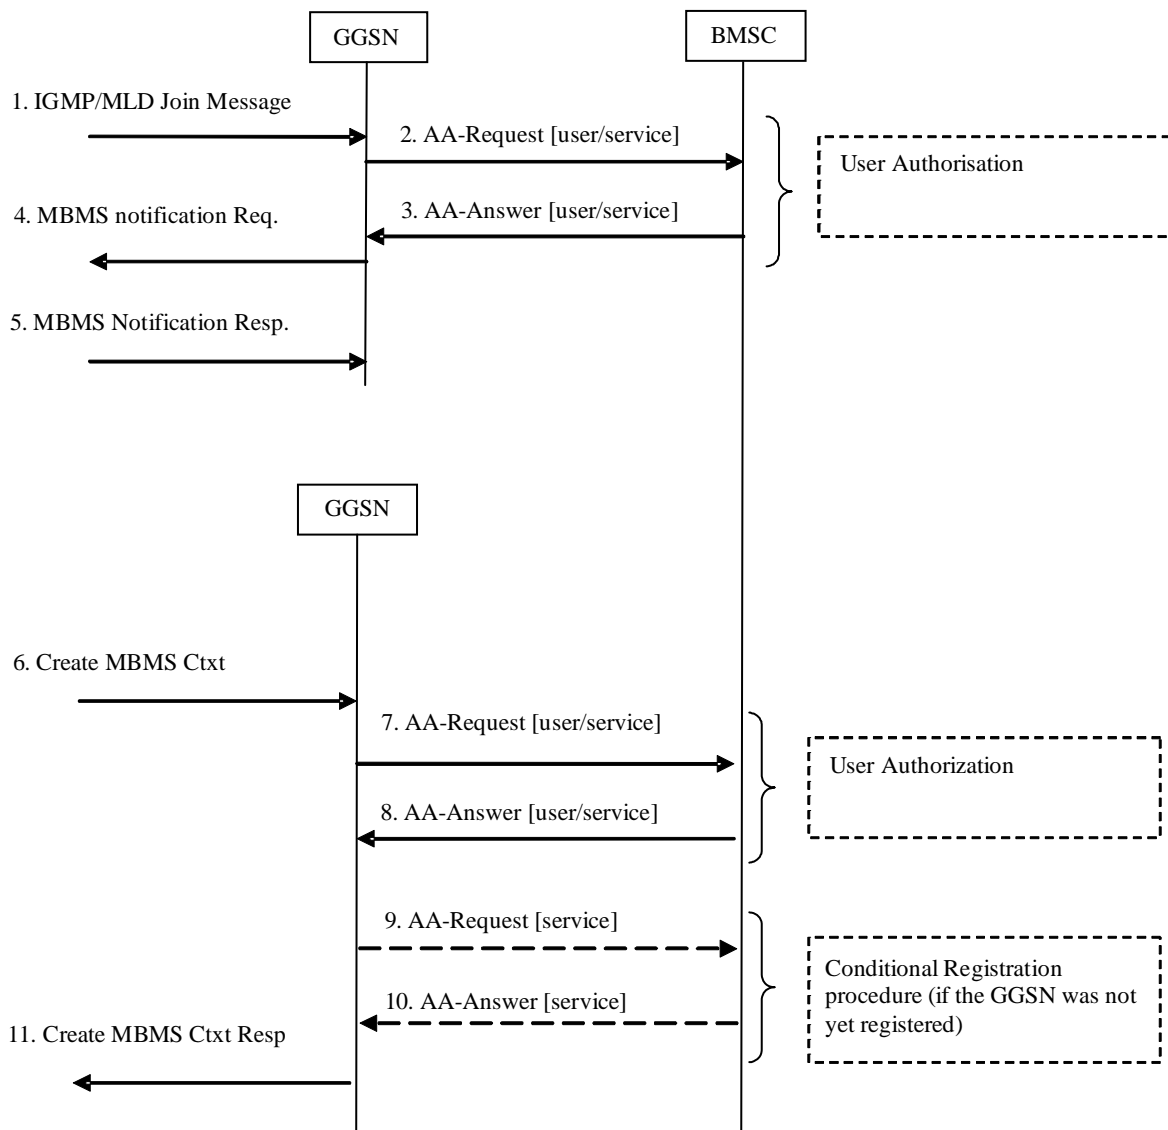 GGSN
BMSC
1. IGMP/MLD Join Message
2. AA-Request [user/service]
User Authorisation
3. AA-Answer [user/service]
4. MBMS notification Req.
5. MBMS Notification Resp.
GGSN
6. Create MBMS Ctxt
7. AA-Request [user/service]
User Authorization
8. AA-Answer [user/service]
9. AA-Request [service]
Conditional Registration
procedure (if the GGSN was not
yet registered)
10. AA-Answer [service]
11. Create MBMS Ctxt Resp